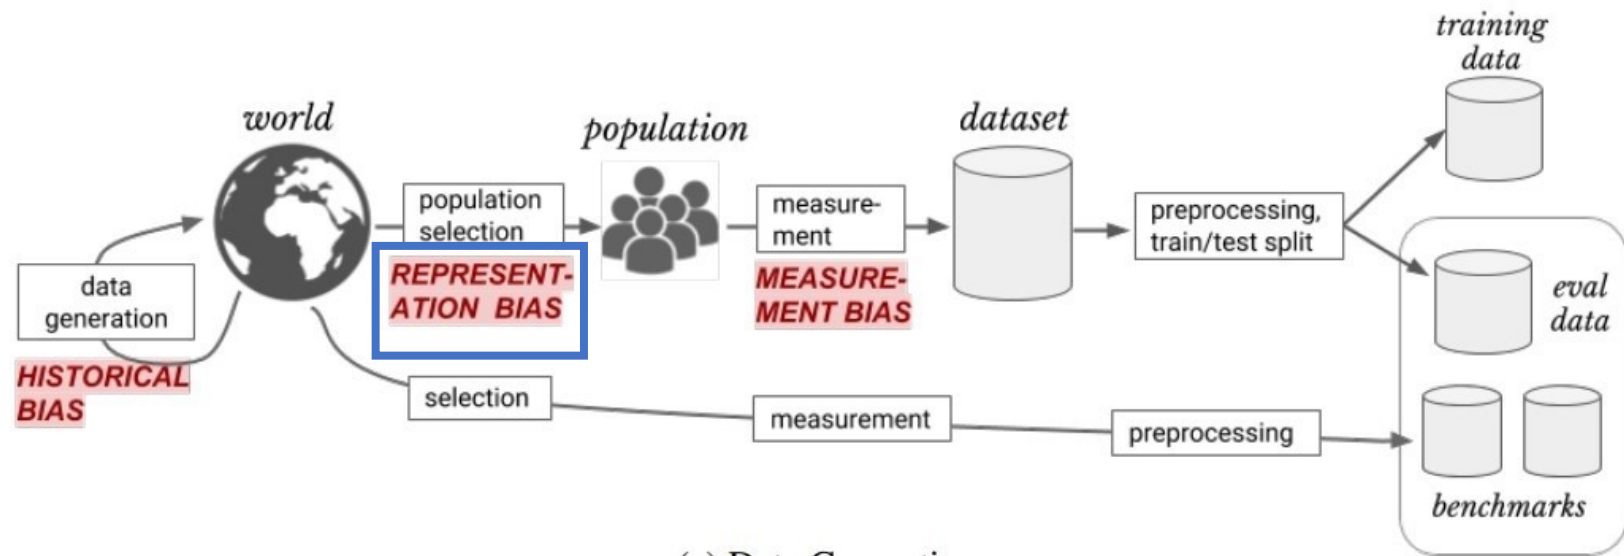 training
data
world
population
dataset
population
selection
measure-
ment
preprocessing,
train/test split
REPRESENT-
ATION BIAS
MEASURE-
MENT BIAS
data
generation
eval
data
HISTORICAL
BIAS
selection
measurement
preprocessing
benchmarks